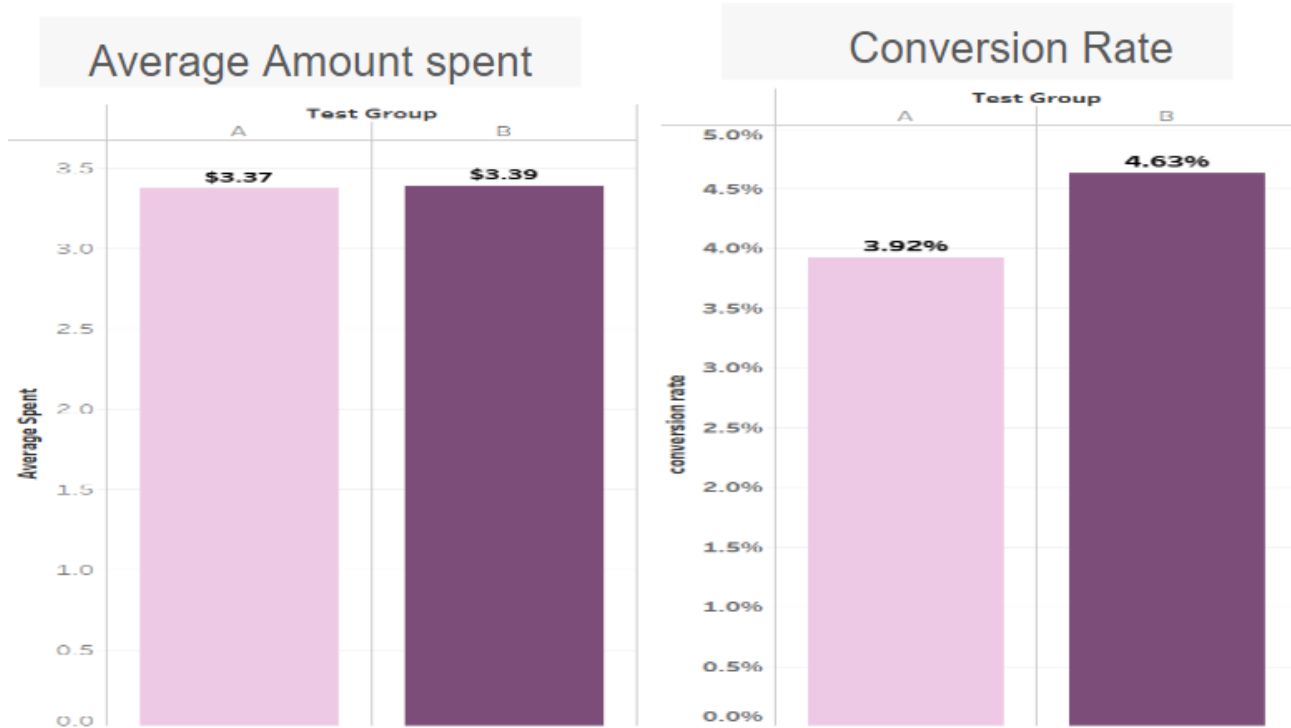 Average Amount spent
Test Group
A B
3.5
$3.37 $3.39
3.0
2.5
2.0
1.5
1.0
0.5
0.0
Average Spent
Conversion Rate
Test Group
A B
5.0%
4.63%
4.5%
4.0%
3.92%
3.5%
3.0%
2.5%
2.0%
1.5%
1.0%
0.5%
0.0%
conversion rate